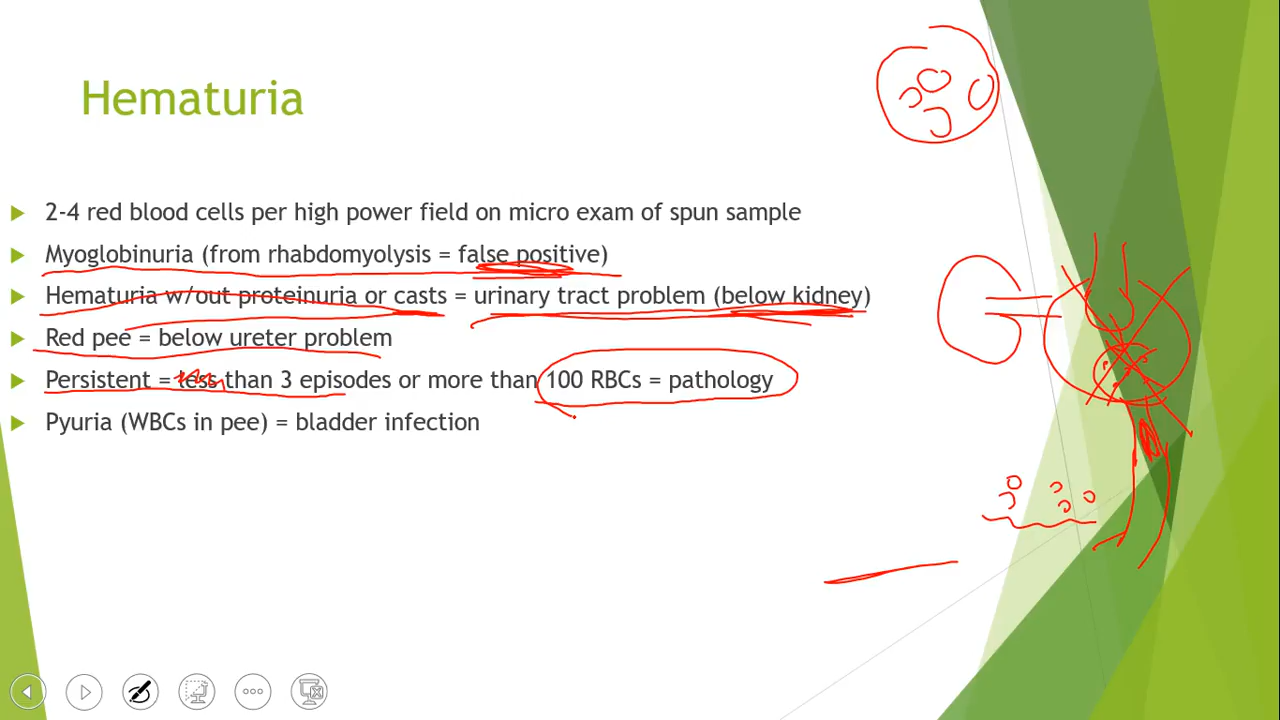 Hematuria
2-4 red blood cells per high power field on micro exam of spun sample
Myoglobinuria (from rhabdomyolysis = false positive)
Hematuria w/out proteinuria or casts = urinary tract problem (below kidney)
Red pee = below ureter problem
Persistent = less than 3 episodes or more than 100 RBCs = pathology
Pyuria (WBCs in pee) = bladder infection